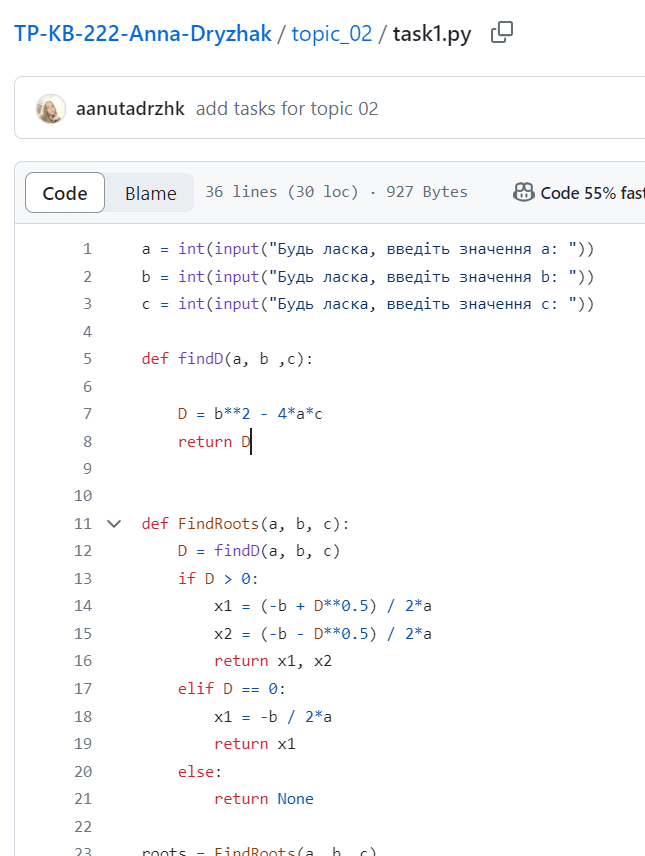 TP-KB-222-Anna-Dryzhak / topic_02 / task1.py
aanutadrzhk add tasks for topic 02
Code Blame 36 lines (30 loc) · 927 Bytes Code 55% fast
1 a = int(input("Будь ласка, введіть значення a: "))
2 b = int(input("Будь ласка, введіть значення b: "))
3 c = int(input("Будь ласка, введіть значення c: "))
4
5 def findD(a, b ,c):
6
7 D = b**2 - 4*a*c
8 return D
9
10
11 def FindRoots(a, b, c):
12 D = findD(a, b, c)
13 if D > 0:
14 x1 = (-b + D**0.5) / 2*a
15 x2 = (-b - D**0.5) / 2*a
16 return x1, x2
17 elif D == 0:
18 x1 = -b / 2*a
19 return x1
20 else:
21 return None
22
23 roots = FindRoots(a, b, c)